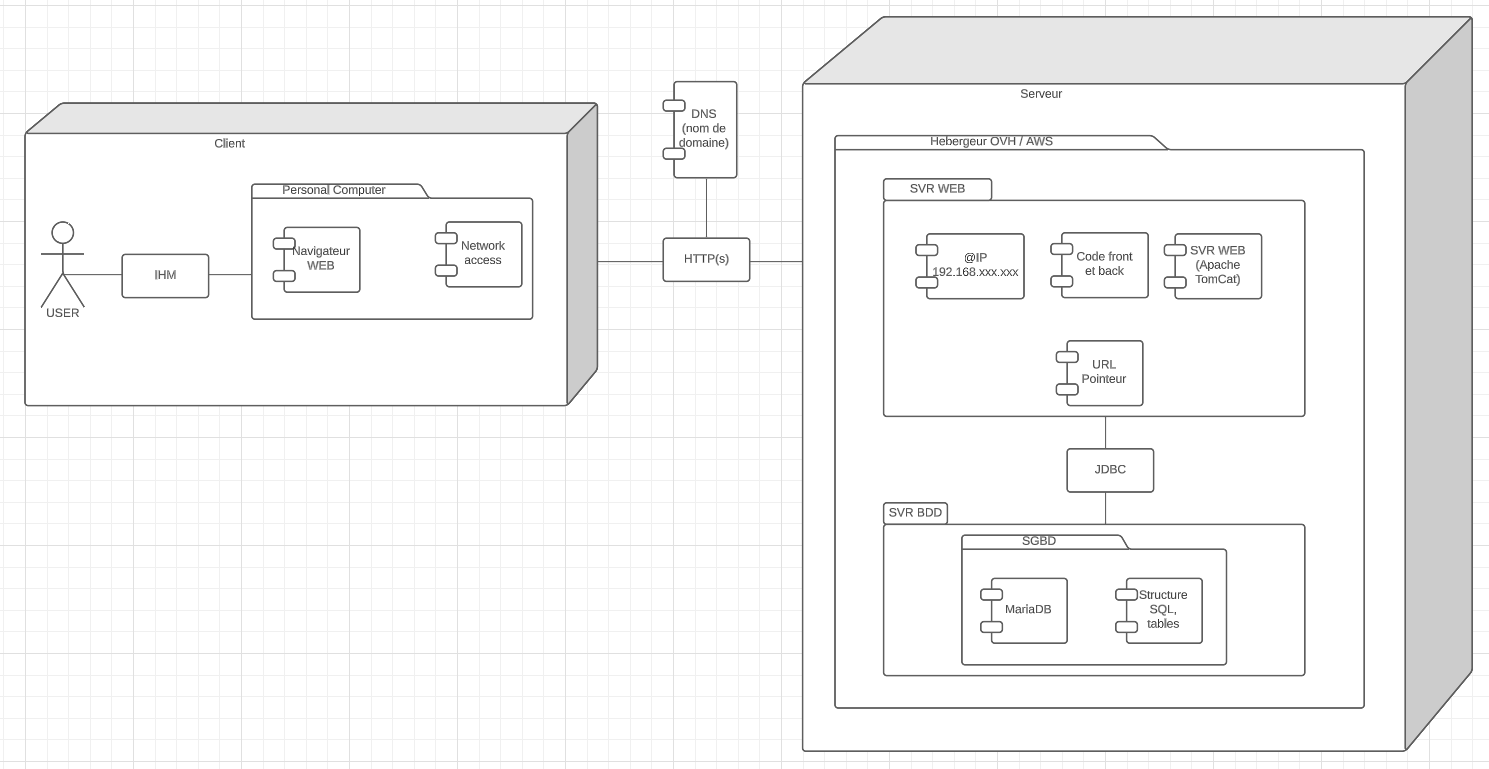 Client
USER
IHM
Personal Computer
Navigateur
WEB
Network
access
DNS
(nom de
domaine)
HTTP(s)
Serveur
Hebergeur OVH / AWS
SVR WEB
@IP
192.168.xxx.xxx
Code front
et back
SVR WEB
(Apache
TomCat)
URL
Pointeur
JDBC
SVR BDD
SGBD
MariaDB
Structure
SQL,
tables